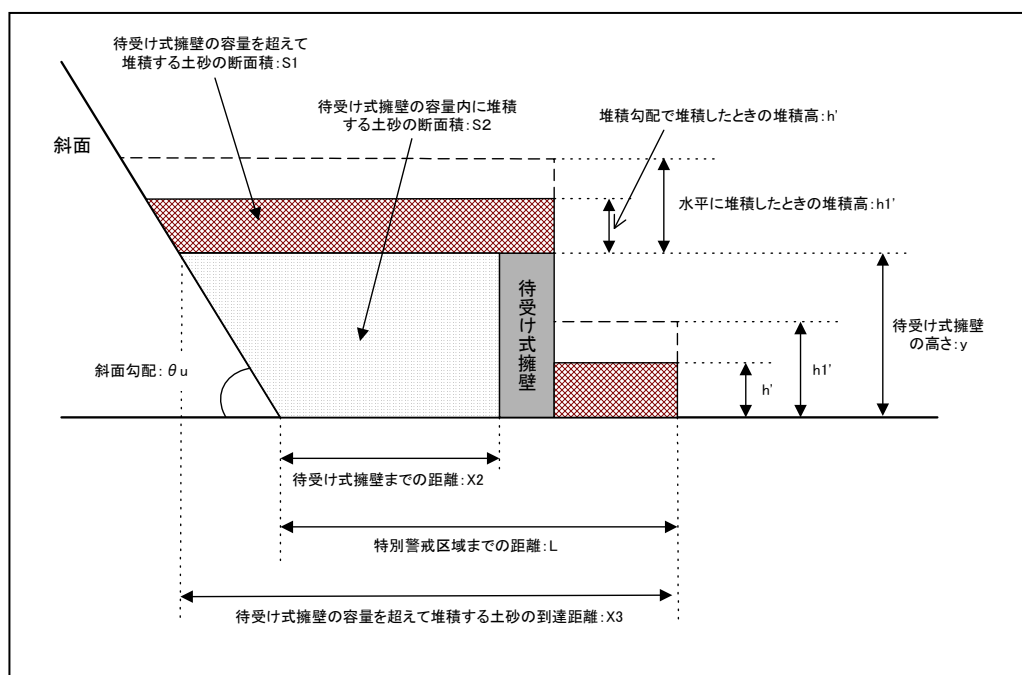 待受け式擁壁の容量を超えて
堆積する土砂の断面積：S1
待受け式擁壁の容量内に堆積
する土砂の断面積：S2
堆積勾配で堆積したときの堆積高：h'
斜面
水平に堆積したときの堆積高：h1'
待受け式擁壁
待受け式擁壁
の高さ：y
斜面勾配：θu
h'
h1'
待受け式擁壁までの距離：X2
特別警戒区域までの距離：L
待受け式擁壁の容量を超えて堆積する土砂の到達距離：X3